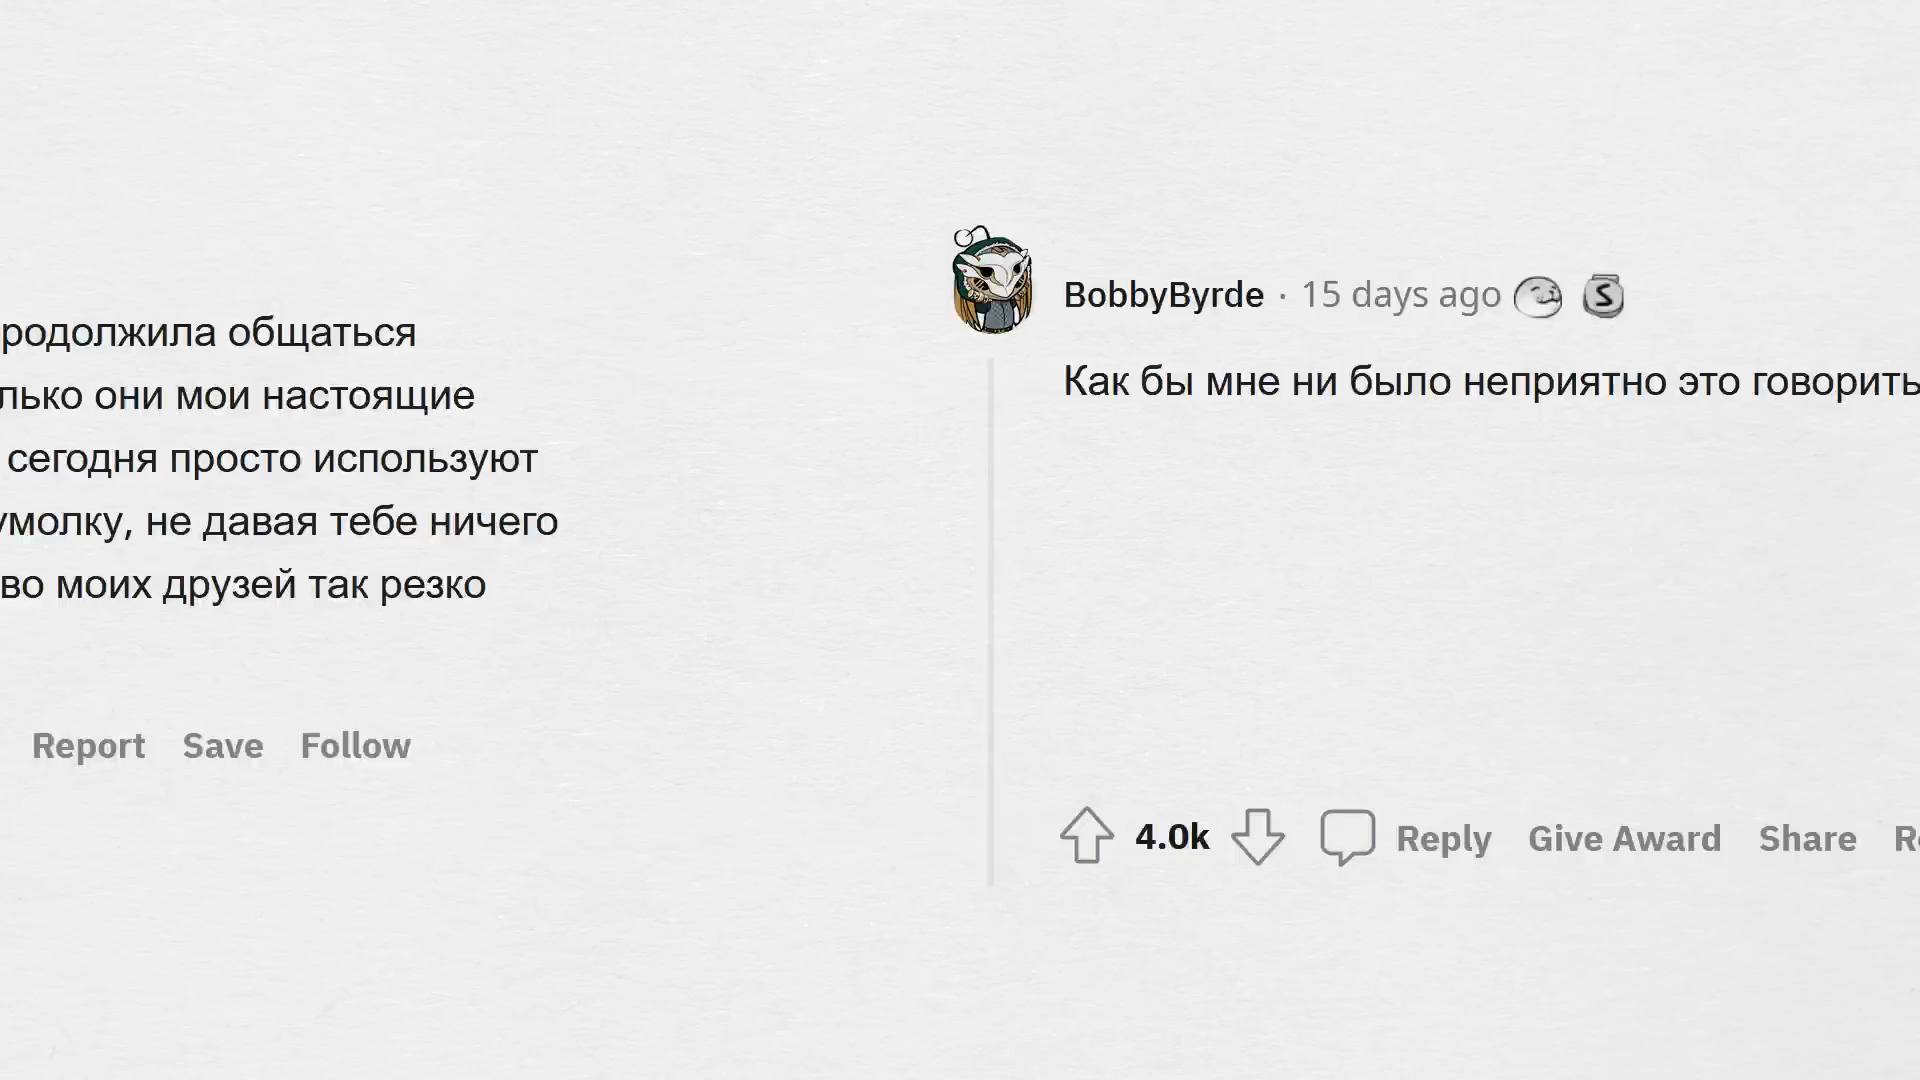 родолжила общаться
лько они мои настоящие
сегодня просто используют
умолку, не давая тебе ничего
во моих друзей так резко
Report Save Follow
BobbyByrde · 15 days ago
Как бы мне ни было неприятно это говорить
4.0k Reply Give Award Share Re